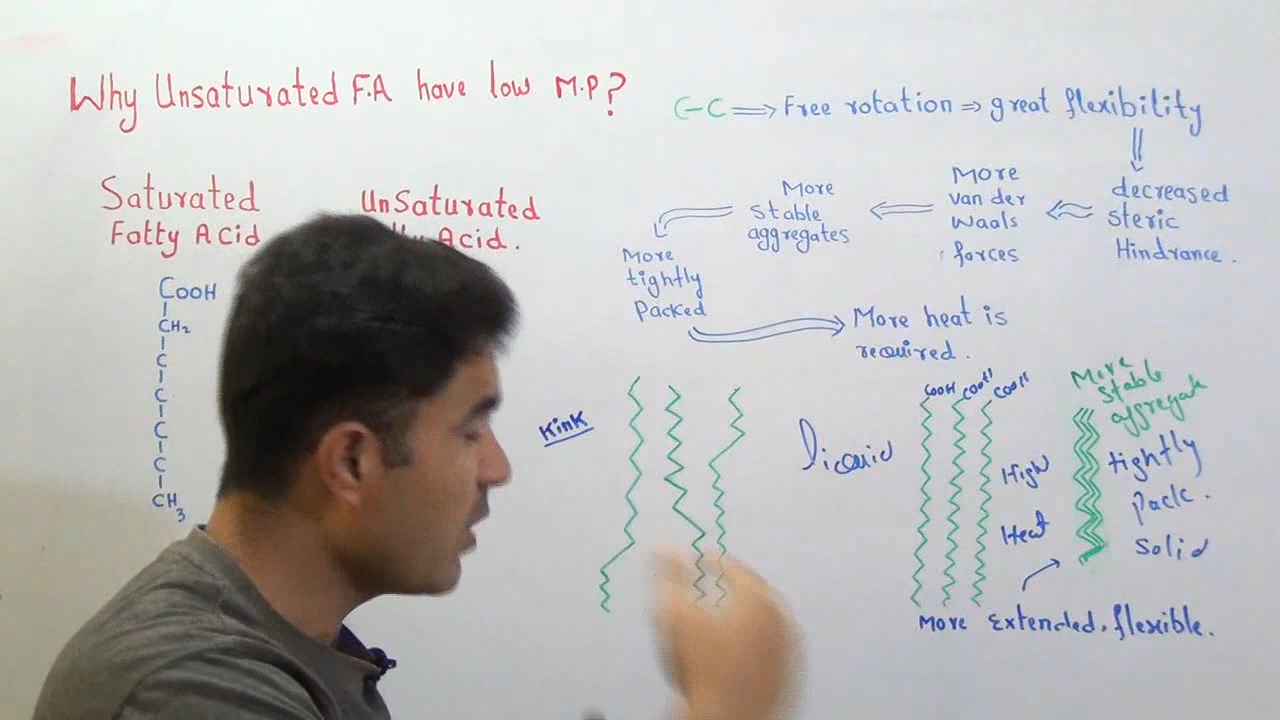 Why Unsaturated F.A have low M.P?
C-C ⟹ Free rotation ⇒ great flexibility
Saturated
Fatty Acid
UnSaturated
Acid.
decreased
steric
Hindrance.
More
van der
Waals
forces
More
stable
aggregates
More
tightly
Packed
More heat is
required.
COOH
CH2
C
C
C
C
CH3
Kink
liquid
COOH COOH COOH
High
Heat
More
stable
aggregate
tightly
pack.
Solid
More Extended, flexible.